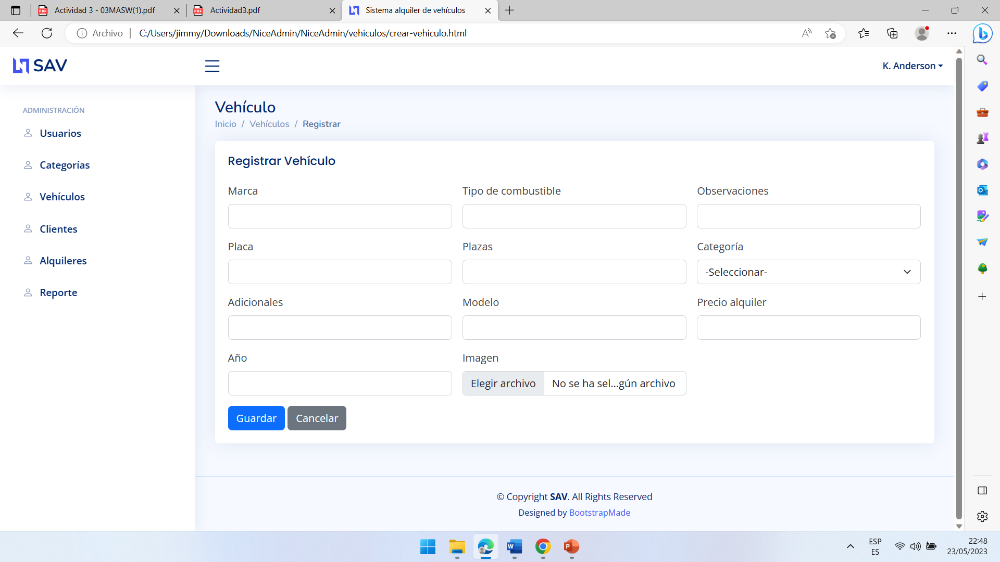 Actividad 3 - 03MASW(1).pdf
Actividad3.pdf
Sistema alquiler de vehículos
Archivo
C:/Users/jimmy/Downloads/NiceAdmin/NiceAdmin/vehiculos/crear-vehiculo.html
SAV
K. Anderson
ADMINISTRACIÓN
Usuarios
Categorías
Vehículos
Clientes
Alquileres
Reporte
Vehículo
Inicio / Vehículos / Registrar
Registrar Vehículo
Marca
Tipo de combustible
Observaciones
Placa
Plazas
Categoría
-Seleccionar-
Adicionales
Modelo
Precio alquiler
Año
Imagen
Elegir archivo
No se ha sel...gún archivo
Guardar
Cancelar
© Copyright SAV. All Rights Reserved
Designed by BootstrapMade
ESP
ES
22:48
23/05/2023